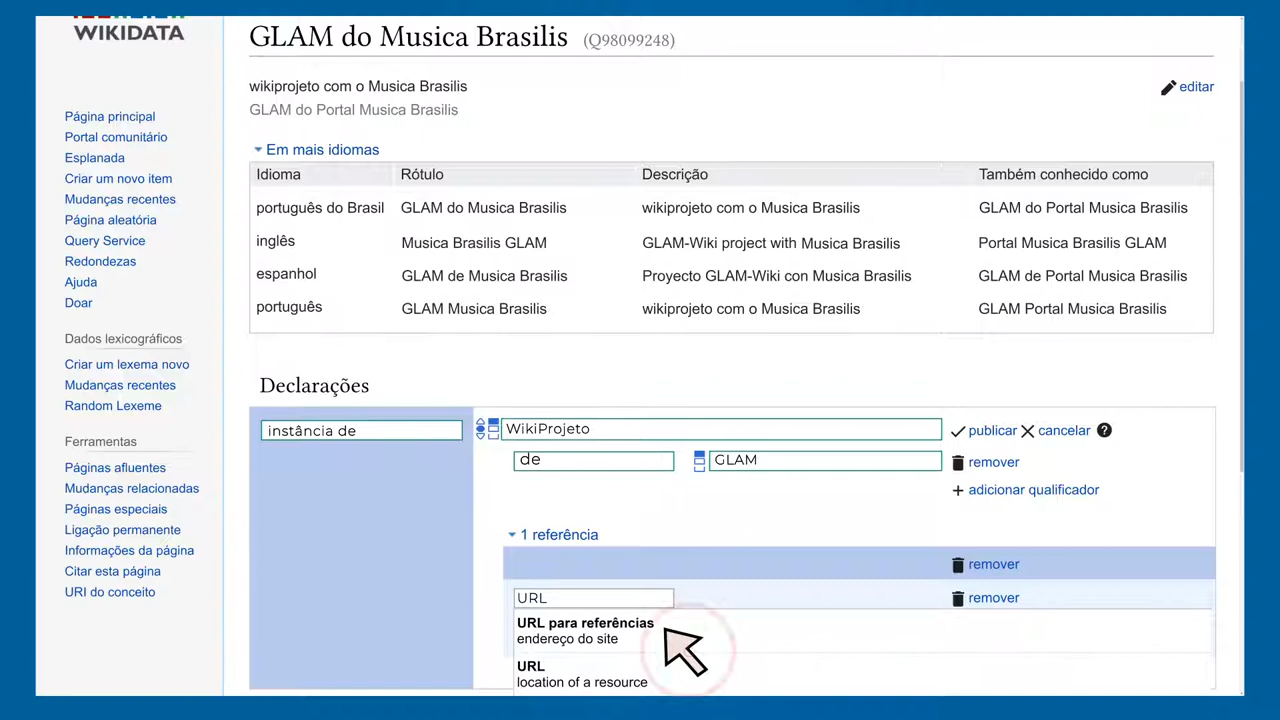 WIKIDATA
Página principal
Portal comunitário
Esplanada
Criar um novo item
Mudanças recentes
Página aleatória
Query Service
Redondezas
Ajuda
Doar
Dados lexicográficos
Criar um lexema novo
Mudanças recentes
Random Lexeme
Ferramentas
Páginas afluentes
Mudanças relacionadas
Páginas especiais
Ligação permanente
Informações da página
Citar esta página
URI do conceito
GLAM do Musica Brasilis (Q98099248)
wikiprojeto com o Musica Brasilis
editar
GLAM do Portal Musica Brasilis
Em mais idiomas
Idioma Rótulo Descrição Também conhecido como
português do Brasil GLAM do Musica Brasilis wikiprojeto com o Musica Brasilis GLAM do Portal Musica Brasilis
inglês Musica Brasilis GLAM GLAM-Wiki project with Musica Brasilis Portal Musica Brasilis GLAM
espanhol GLAM de Musica Brasilis Proyecto GLAM-Wiki con Musica Brasilis GLAM de Portal Musica Brasilis
português GLAM Musica Brasilis wikiprojeto com o Musica Brasilis GLAM Portal Musica Brasilis
Declarações
instância de WikiProjeto publicar cancelar ?
de GLAM remover
+ adicionar qualificador
1 referência
remover
URL remover
URL para referências
endereço do site
URL
location of a resource